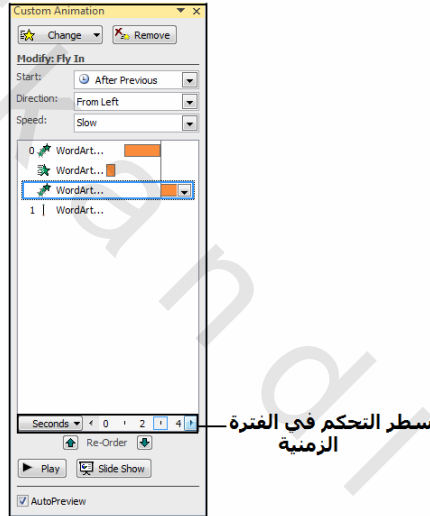 Custom Animation
Change Remove
Modify: Fly In
Start: After Previous
Direction: From Left
Speed: Slow
0 WordArt...
WordArt...
WordArt...
1 WordArt...
Seconds 0 2 4
سطر التحكم في الفترة
الزمنية
Re-Order
Play Slide Show
AutoPreview
kandil